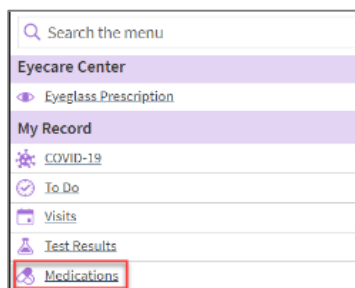 Search the menu
Eyecare Center
Eyeglass Prescription
My Record
COVID-19
To Do
Visits
Test Results
Medications